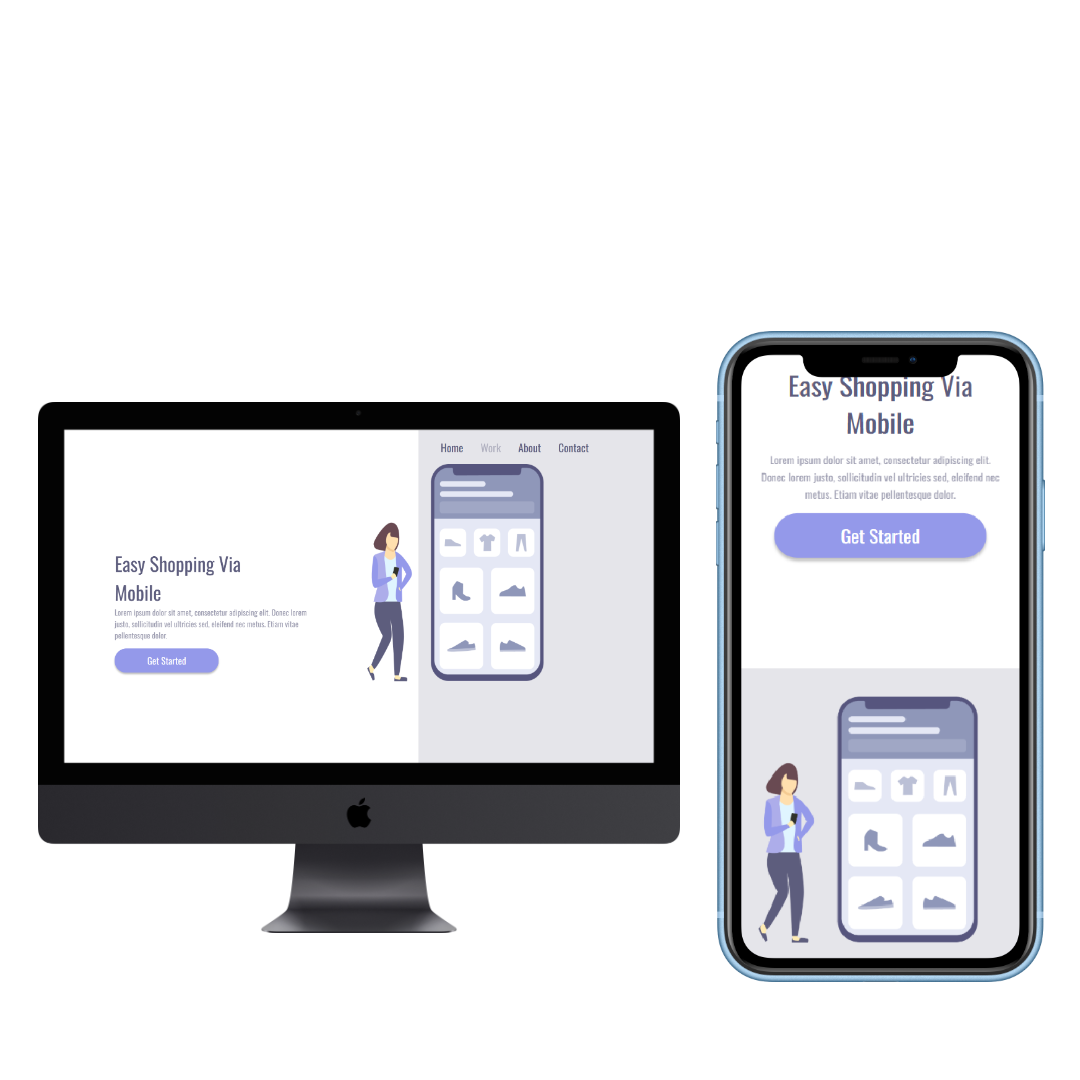 Home Work About Contact
Easy Shopping Via
Mobile
Lorem ipsum dolor sit amet, consectetur adipiscing elit. Donec lorem
justo, sollicitudin vel ultricies sed, eleifend nec metus. Etiam vitae
pellentesque dolor.
Get Started
Easy Shopping Via
Mobile
Lorem ipsum dolor sit amet, consectetur adipiscing elit.
Donec lorem justo, sollicitudin vel ultricies sed, eleifend nec
metus. Etiam vitae pellentesque dolor.
Get Started